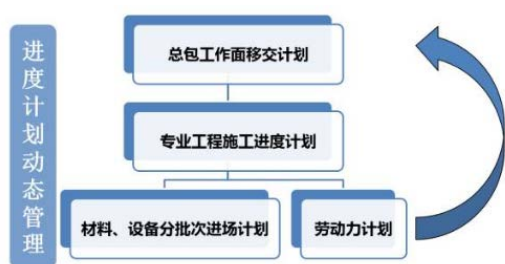 进度计划动态管理
总包工作面移交计划
专业工程施工进度计划
材料、设备分批次进场计划
劳动力计划